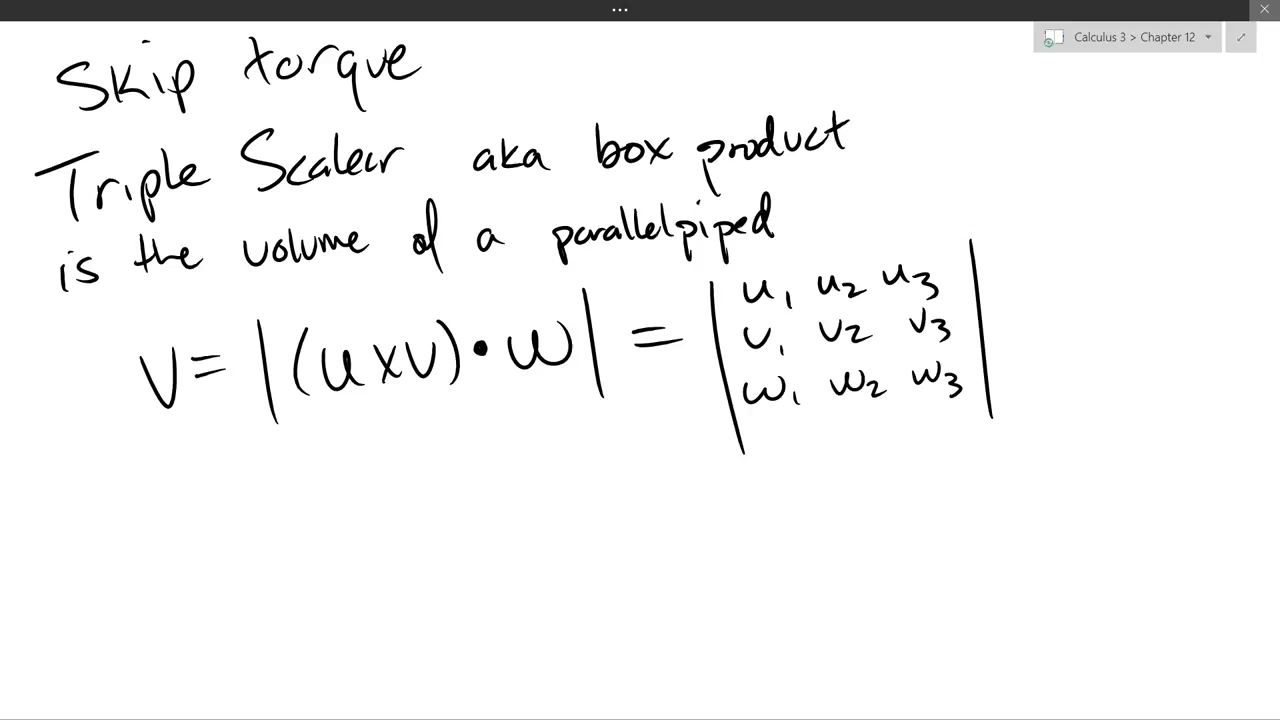 ...
Calculus 3 > Chapter 12
Skip torque
Triple Scalar aka box product
is the volume of a parallelpiped
V = |(u x v) • w| = | u₁ u₂ u₃
v₁ v₂ v₃
w₁ w₂ w₃ |